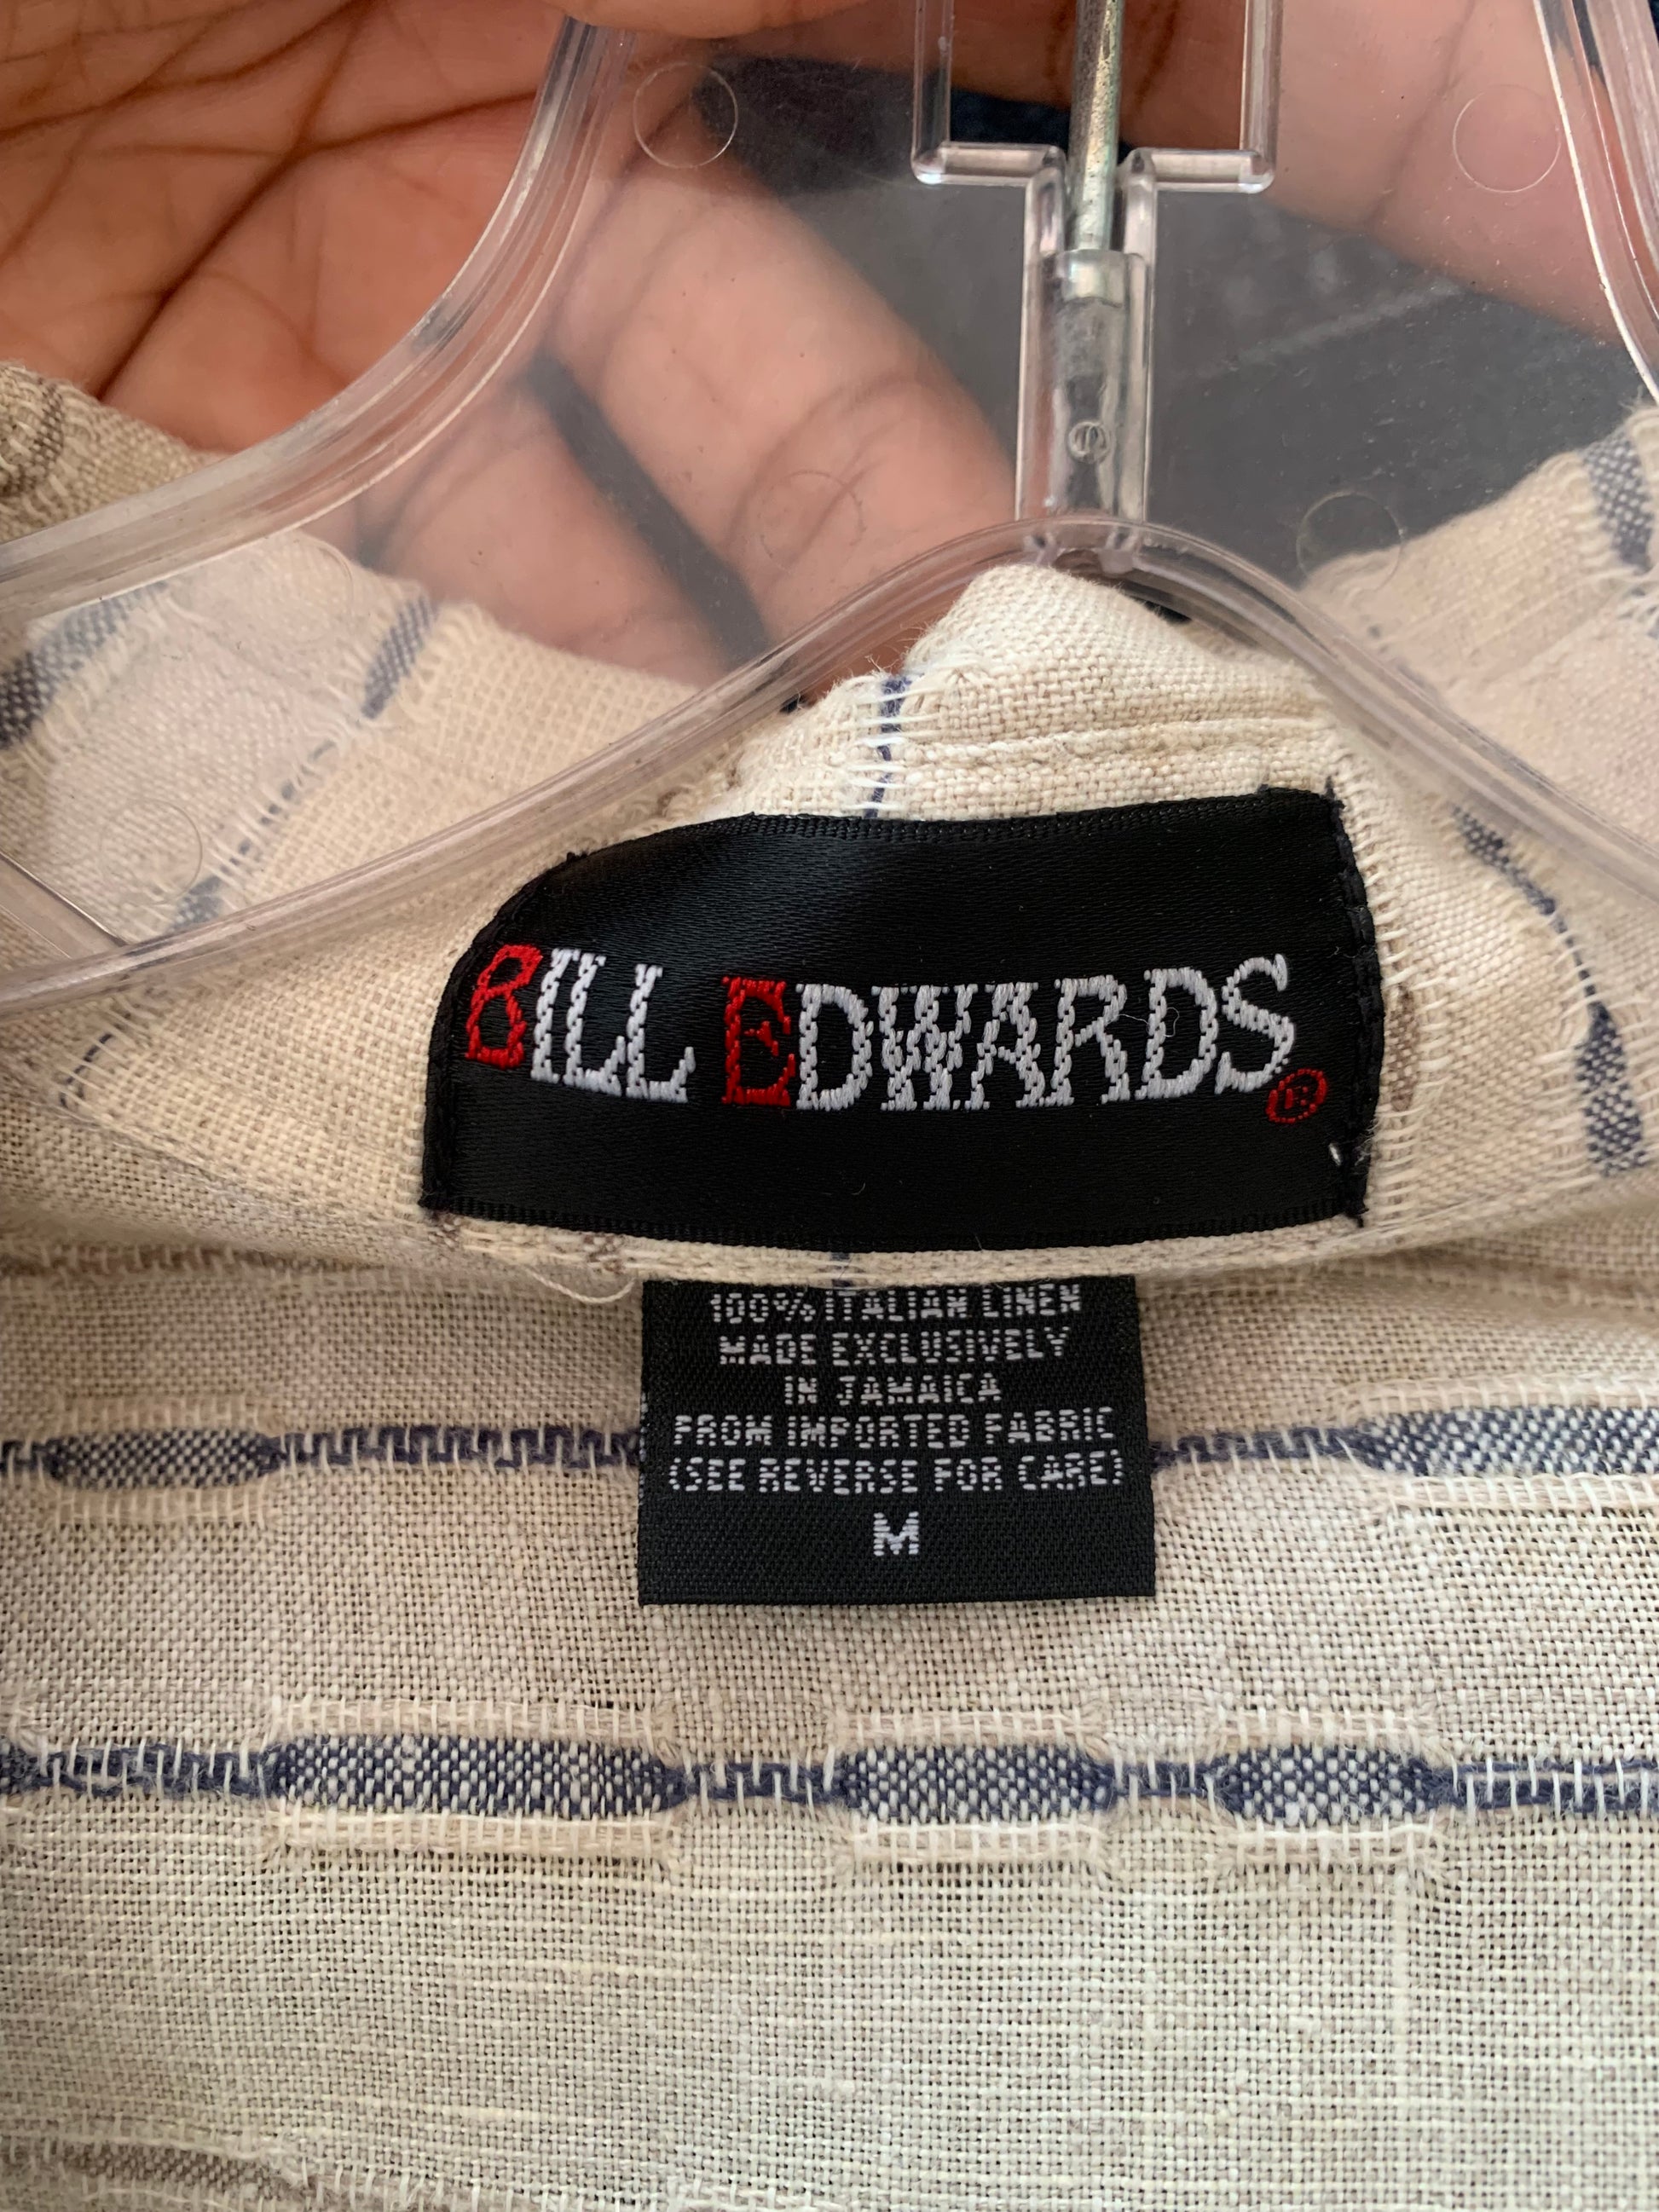 BILL EDWARDS®
100% ITALIAN LINEN
MADE EXCLUSIVELY
IN JAMAICA
FROM IMPORTED FABRIC
(SEE REVERSE FOR CARE)
M